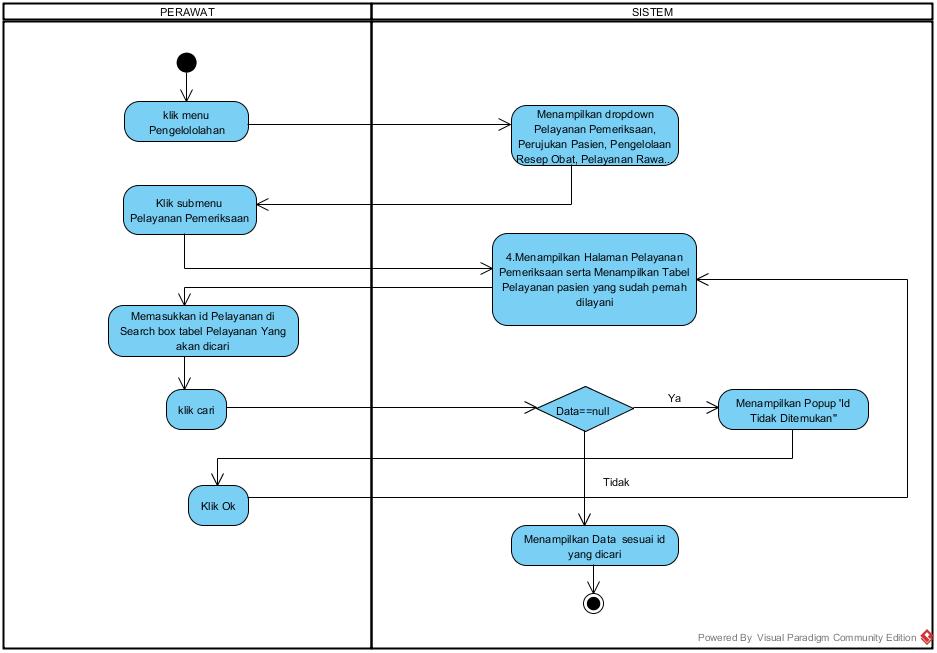 PERAWAT
SISTEM
klik menu
Pengelololahan
Menampilkan dropdown
Pelayanan Pemeriksaan,
Perujukan Pasien, Pengelolaan
Resep Obat, Pelayanan Rawa...
Klik submenu
Pelayanan Pemeriksaan
4.Menampilkan Halaman Pelayanan
Pemeriksaan serta Menampilkan Tabel
Pelayanan pasien yang sudah pernah
dilayani
Memasukkan id Pelayanan di
Search box tabel Pelayanan Yang
akan dicari
klik cari
Data==null
Ya
Menampilkan Popup "Id
Tidak Ditemukan"
Tidak
Klik Ok
Menampilkan Data sesuai id
yang dicari
Powered By Visual Paradigm Community Edition